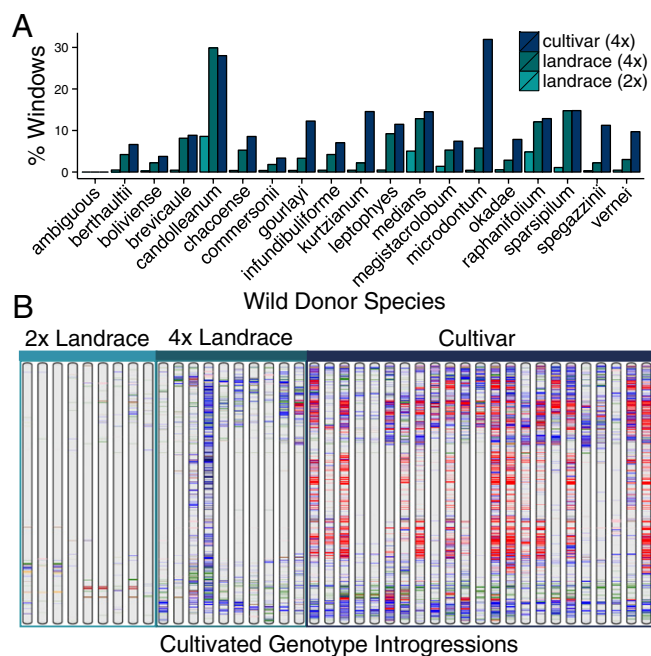 A
% Windows
30
20
10
0
cultivar (4x)
landrace (4x)
landrace (2x)
ambiguous
berthaultii
boliviense
brevicaule
candolleanum
chacoense
commersonii
gourlayi
infundibuliforme
kurtzianum
leptophyes
medians
megistacrolobum
microdontum
okadae
raphanifolium
sparsipilum
spegazzinii
vernei
Wild Donor Species
B
2x Landrace
4x Landrace
Cultivar
Cultivated Genotype Introgressions